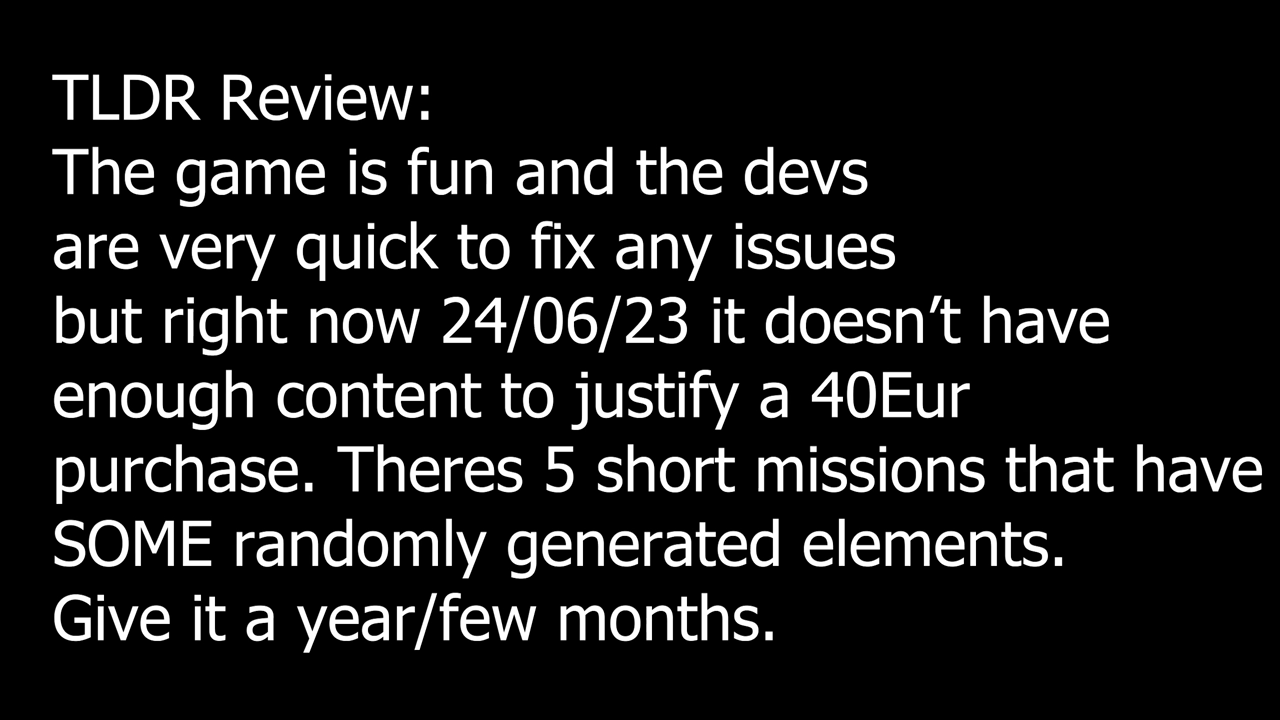 TLDR Review:
The game is fun and the devs
are very quick to fix any issues
but right now 24/06/23 it doesn’t have
enough content to justify a 40Eur
purchase. Theres 5 short missions that have
SOME randomly generated elements.
Give it a year/few months.